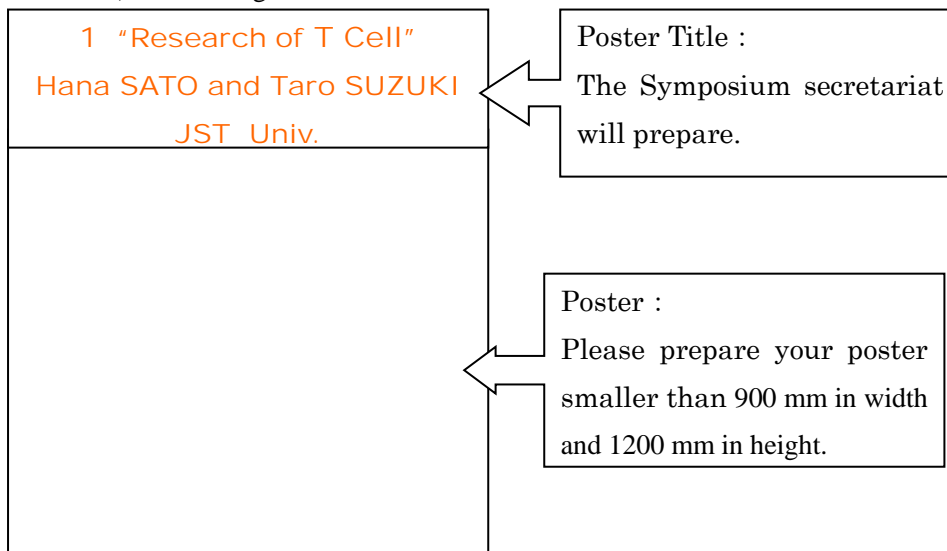 1 “Research of T Cell”
Hana SATO and Taro SUZUKI
JST Univ.
Poster Title :
The Symposium secretariat
will prepare.
Poster :
Please prepare your poster
smaller than 900 mm in width
and 1200 mm in height.